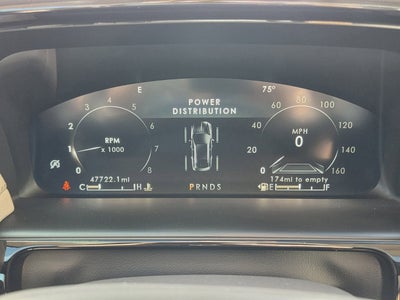 E 75°
POWER
DISTRIBUTION
3 4 5
2 6
1 7
0 8
RPM
x 1000
60 80 100
40 120
20 140
0 160
MPH
0
47722.1mi
C H
PRNDS
174mi to empty
E F